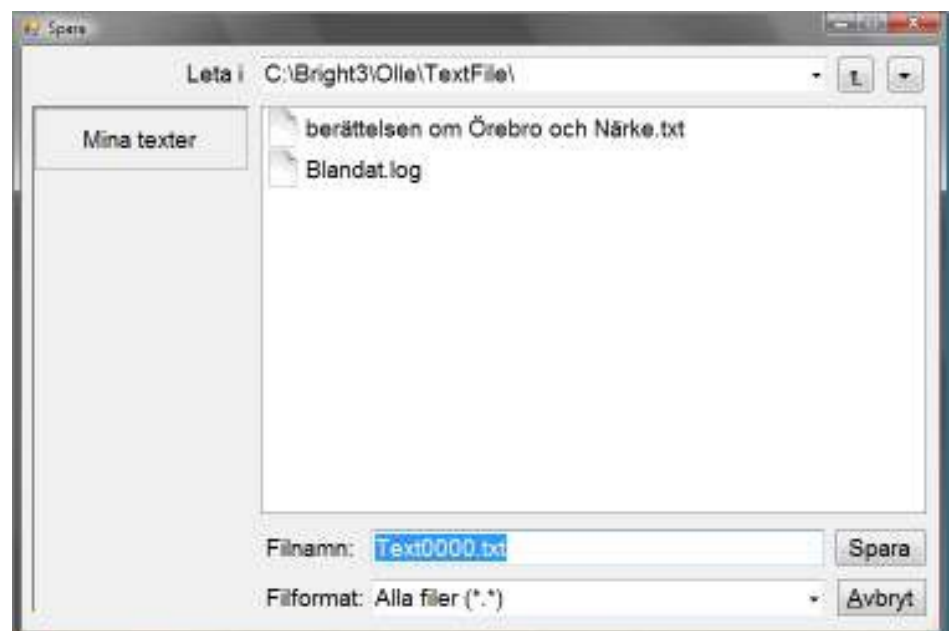 Spara
Leta i C:\Bright3\Olle\TextFile\
Mina texter
berättelsen om Örebro och Närke.txt
Blandat.log
Filnamn: Text0000.txt Spara
Filformat: Alla filer (*.*) Avbryt